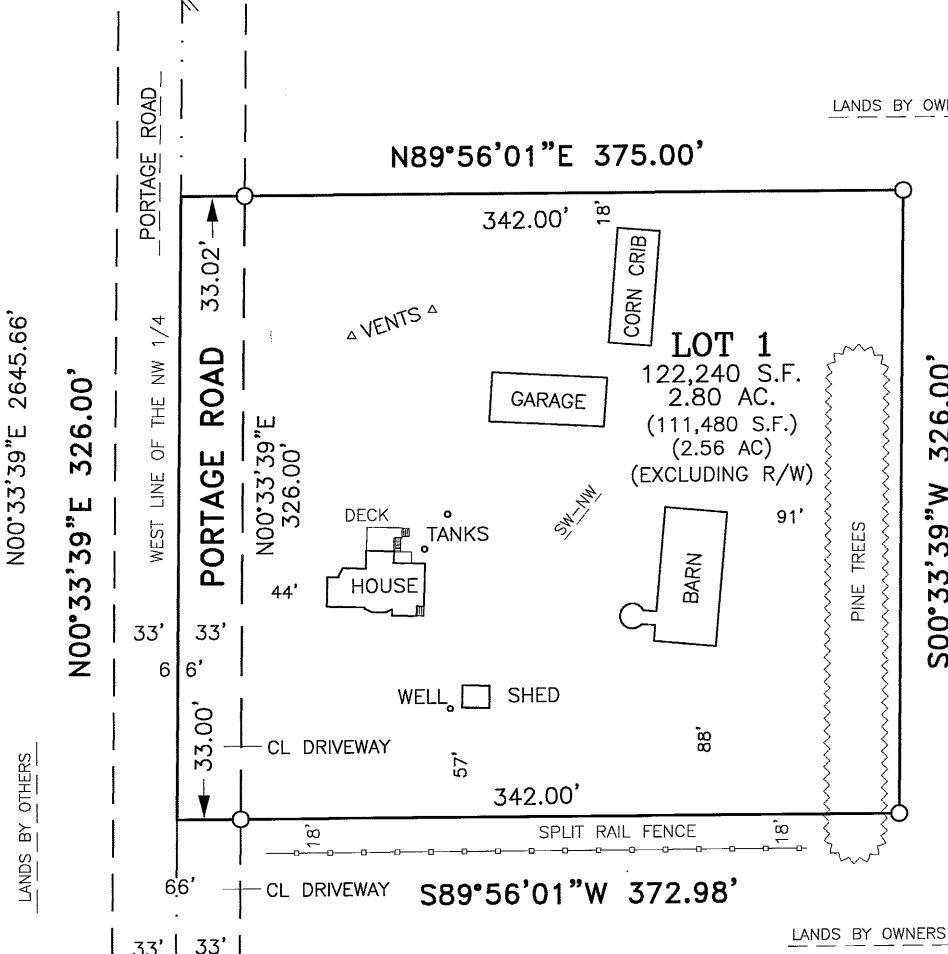 LANDS BY OW
N89°56'01"E 375.00'
PORTAGE ROAD
342.00'
18'
33.02'
CORN CRIB
VENTS
N00°33'39"E 2645.66'
N00°33'39"E 326.00'
WEST LINE OF THE NW 1/4
PORTAGE ROAD
N00°33'39"E
326.00'
LOT 1
122,240 S.F.
2.80 AC.
(111,480 S.F.)
(2.56 AC)
(EXCLUDING R/W)
GARAGE
S00°33'39"W 326.00'
SW-NW
91'
DECK
TANKS
HOUSE
44'
BARN
PINE TREES
33' 33'
66'
WELL
SHED
33.00'
CL DRIVEWAY
57'
88'
342.00'
LANDS BY OTHERS
18'
SPLIT RAIL FENCE
18'
66'
CL DRIVEWAY
S89°56'01"W 372.98'
33' 33'
LANDS BY OWNERS